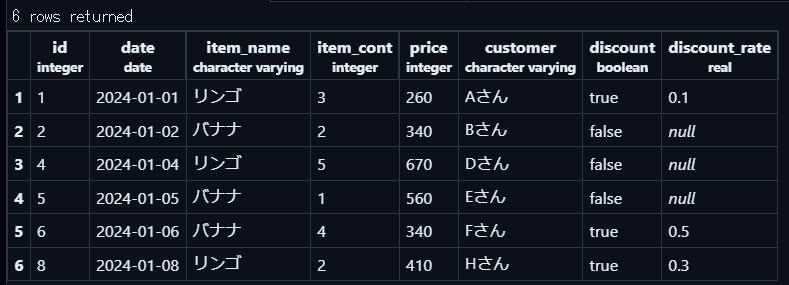 6 rows returned
id date item_name item_cont price customer discount discount_rate
integer date character varying integer integer character varying boolean real
1 1 2024-01-01 リンゴ 3 260 Aさん true 0.1
2 2 2024-01-02 バナナ 2 340 Bさん false null
3 4 2024-01-04 リンゴ 5 670 Dさん false null
4 5 2024-01-05 バナナ 1 560 Eさん false null
5 6 2024-01-06 バナナ 4 340 Fさん true 0.5
6 8 2024-01-08 リンゴ 2 410 Hさん true 0.3